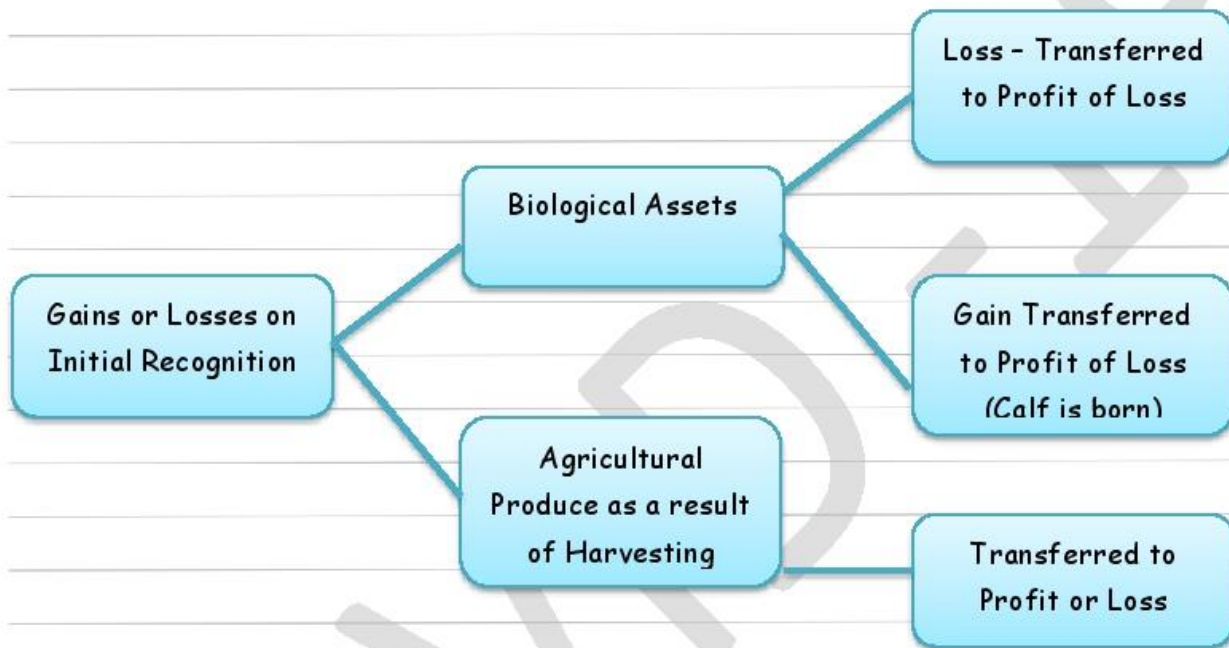 Gains or Losses on
Initial Recognition
Biological Assets
Agricultural
Produce as a result
of Harvesting
Loss – Transferred
to Profit of Loss
Gain Transferred
to Profit of Loss
(Calf is born)
Transferred to
Profit or Loss